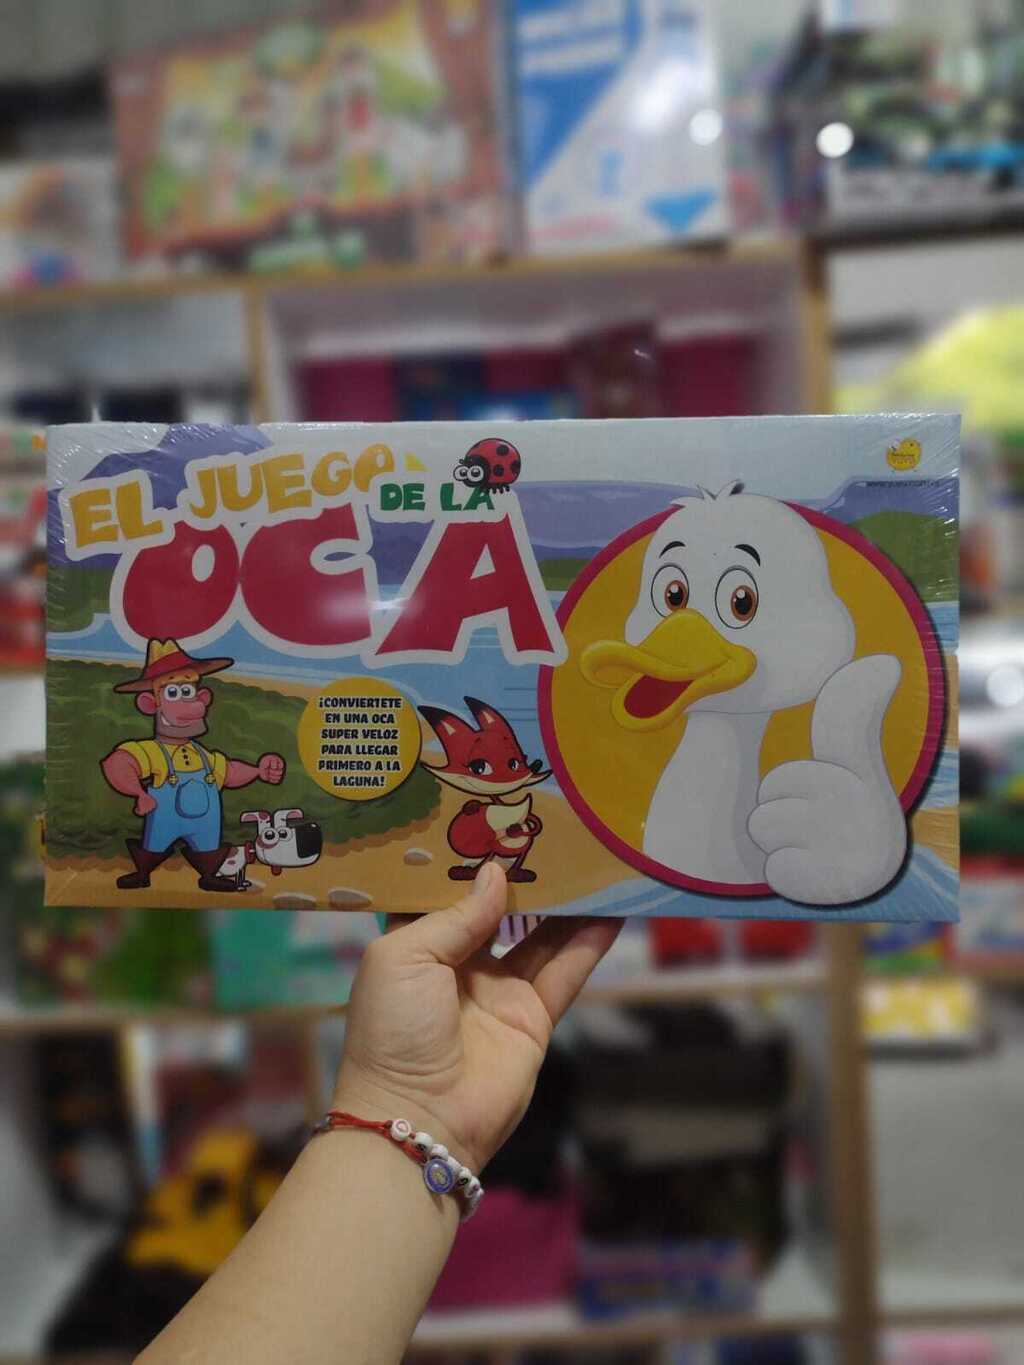 EL JUEGO
DE LA
OCA
¡CONVIERTETE
EN UNA OCA
SUPER VELOZ
PARA LLEGAR
PRIMERO A LA
LAGUNA!